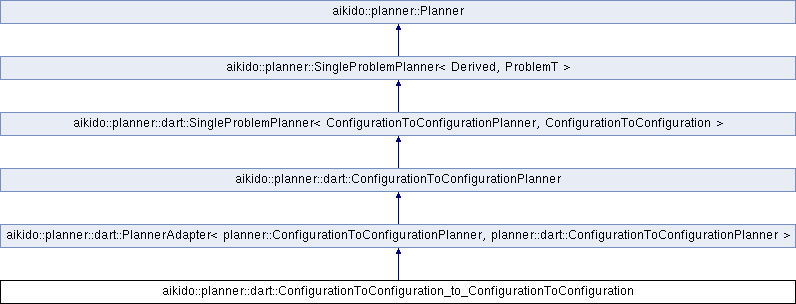 aikido::planner::Planner
aikido::planner::SingleProblemPlanner< Derived, ProblemT >
aikido::planner::dart::SingleProblemPlanner< ConfigurationToConfigurationPlanner, ConfigurationToConfiguration >
aikido::planner::dart::ConfigurationToConfigurationPlanner
aikido::planner::dart::PlannerAdapter< planner::ConfigurationToConfigurationPlanner, planner::dart::ConfigurationToConfigurationPlanner >
aikido::planner::dart::ConfigurationToConfiguration_to_ConfigurationToConfiguration